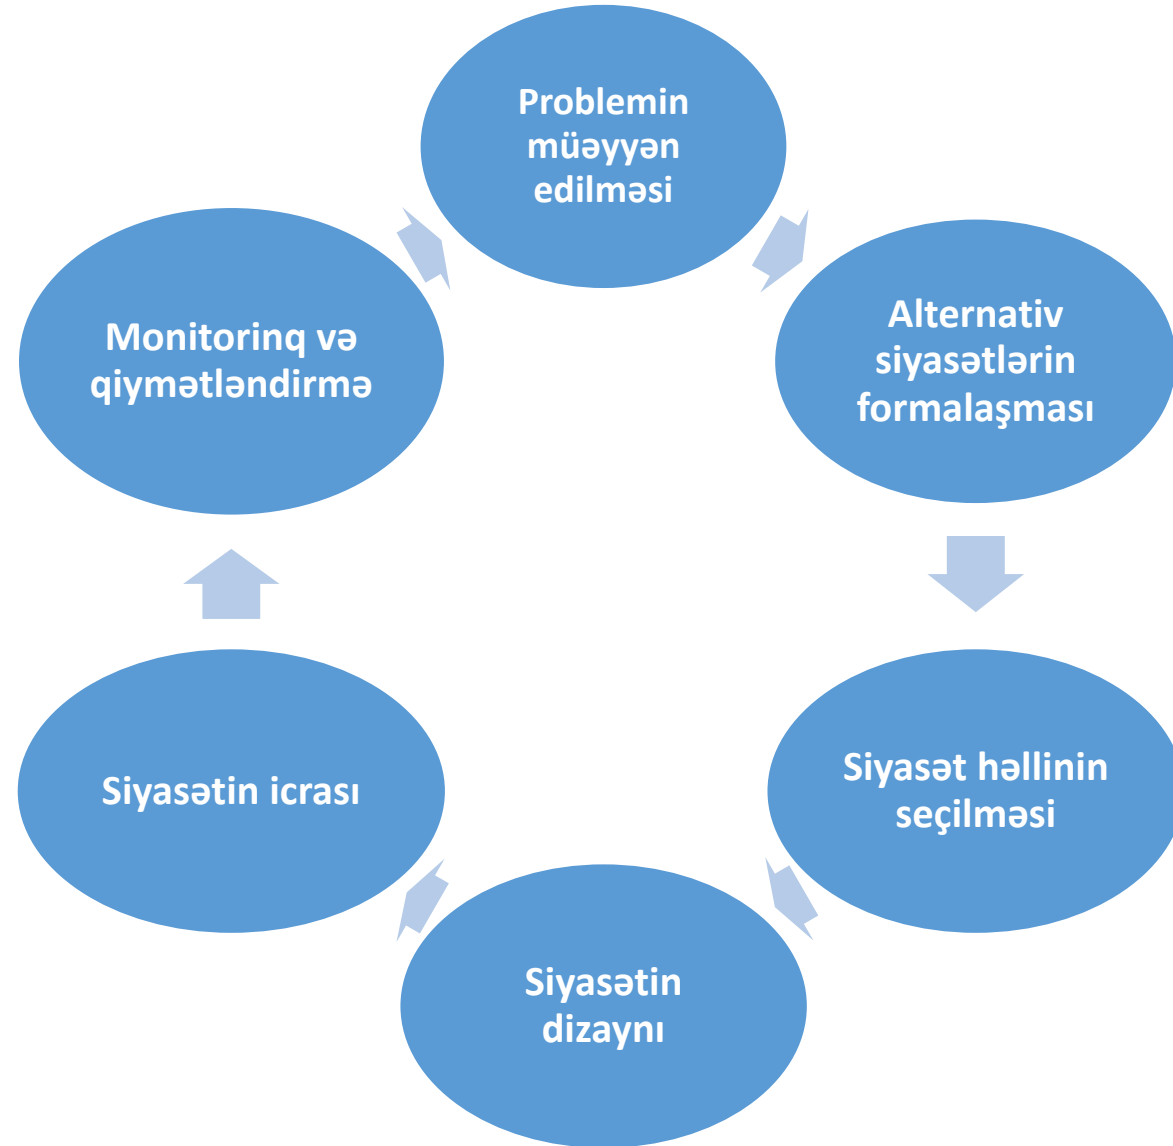 Problemin
müəyyən
edilməsi
Alternativ
siyasətlərin
formalaşması
Siyasət həllinin
seçilməsi
Siyasətin
dizaynı
Siyasətin icrası
Monitorinq və
qiymətləndirmə